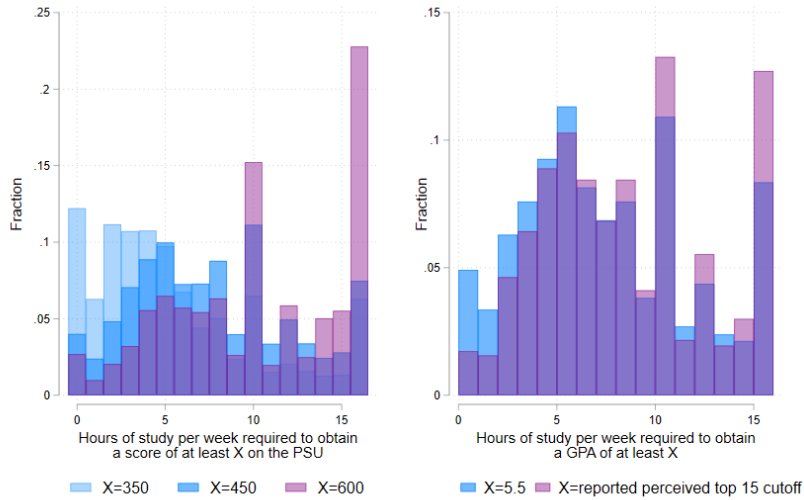 .25
.2
.15
.1
.05
0
Fraction
0 5 10 15
Hours of study per week required to obtain
a score of at least X on the PSU
X=350 X=450 X=600
.15
.1
.05
0
Fraction
0 5 10 15
Hours of study per week required to obtain
a GPA of at least X
X=5.5 X=reported perceived top 15 cutoff